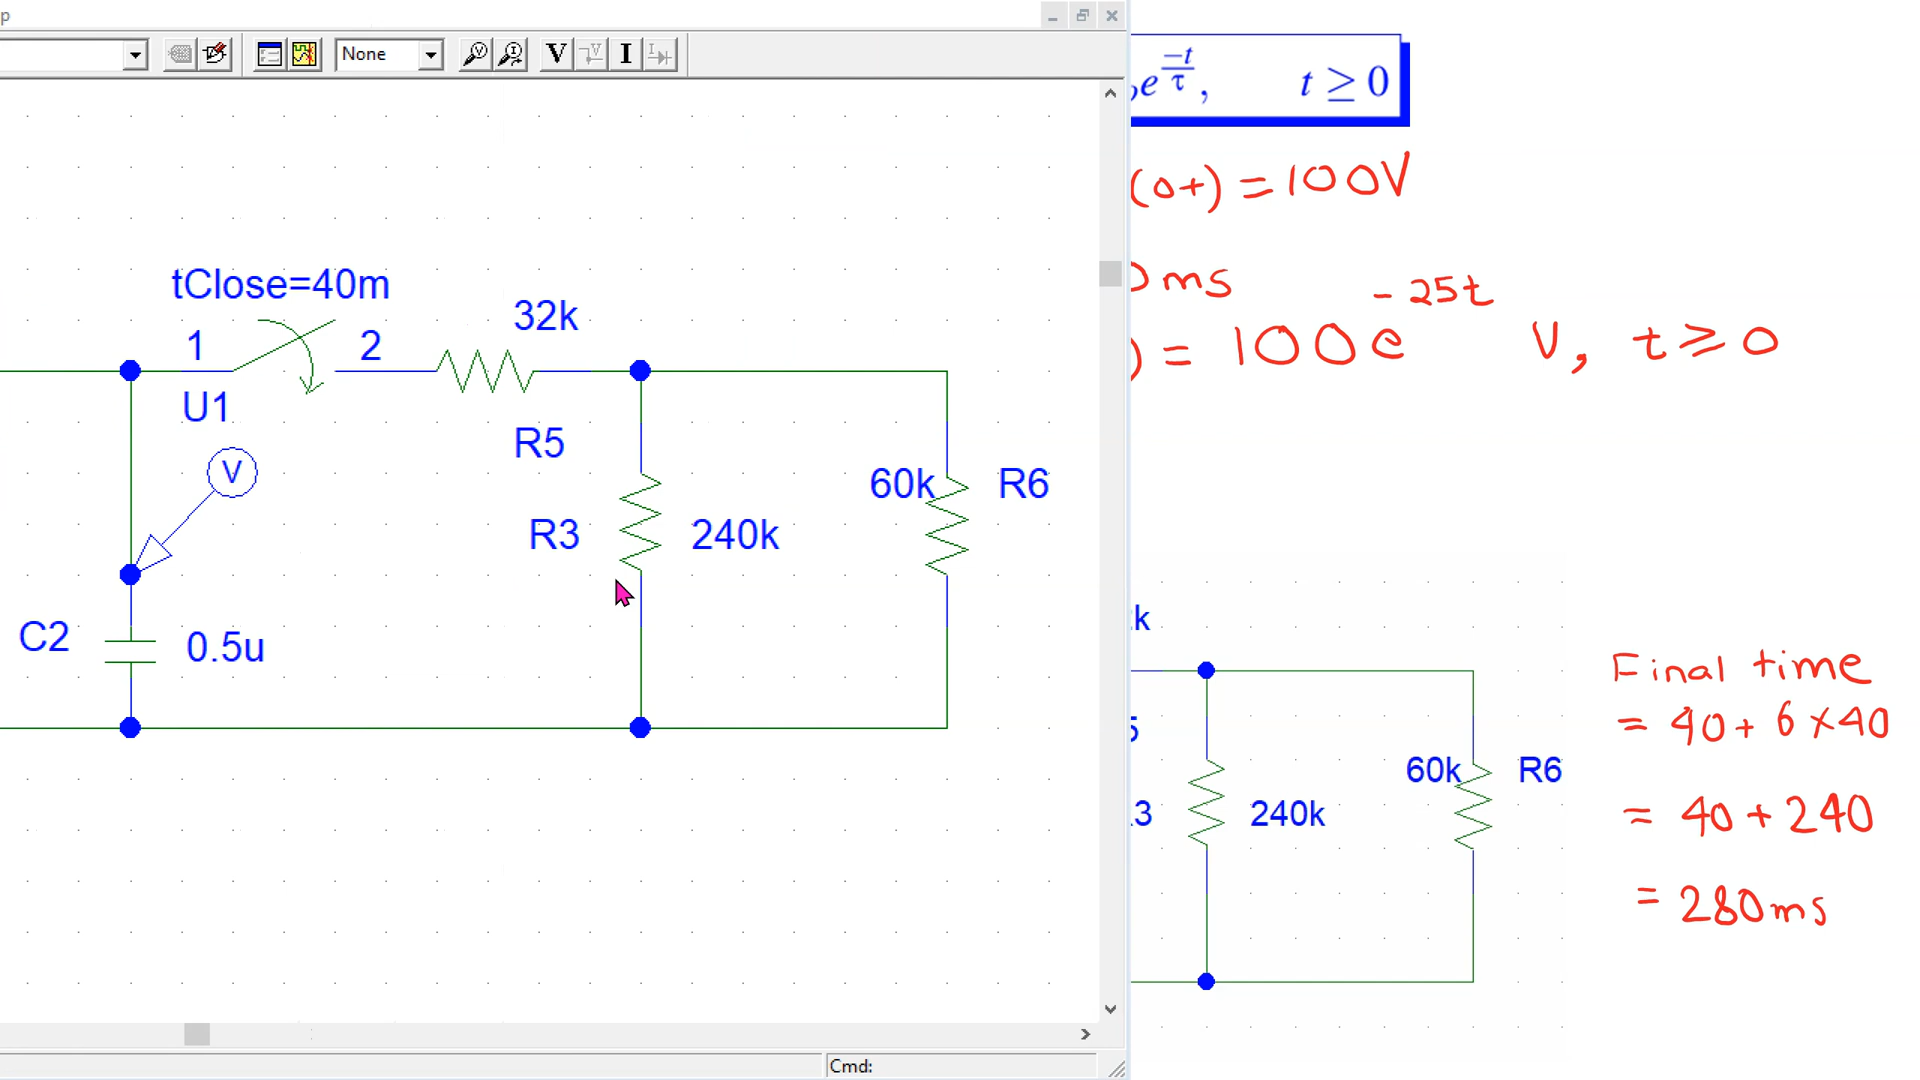 p
None
V
I
e^{-t/τ}, t ≥ 0
(0+) = 100V
ms
= 100e^{-25t} V, t ≥ 0
tClose=40m
1
2
U1
32k
R5
V
R3
240k
60k
R6
C2
0.5u
k
3
240k
60k
R6
Final time
= 40 + 6 × 40
= 40 + 240
= 280ms
Cmd: